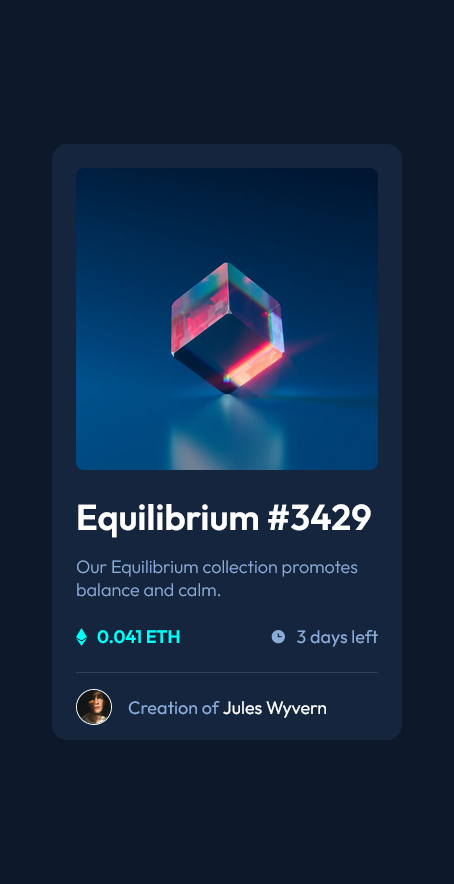 Equilibrium #3429
Our Equilibrium collection promotes
balance and calm.
0.041 ETH
3 days left
Creation of Jules Wyvern